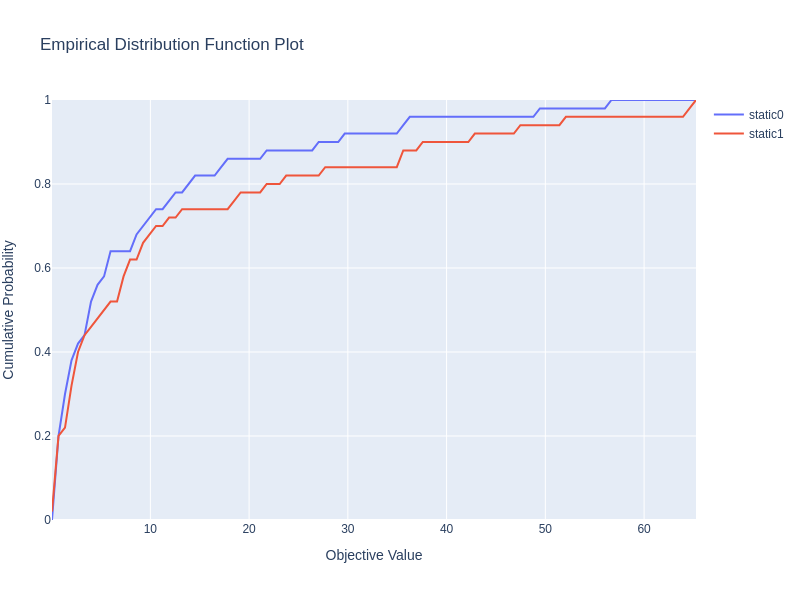 Empirical Distribution Function Plot
static0
static1
1
0.8
0.6
0.4
0.2
0
Cumulative Probability
10
20
30
40
50
60
Objective Value